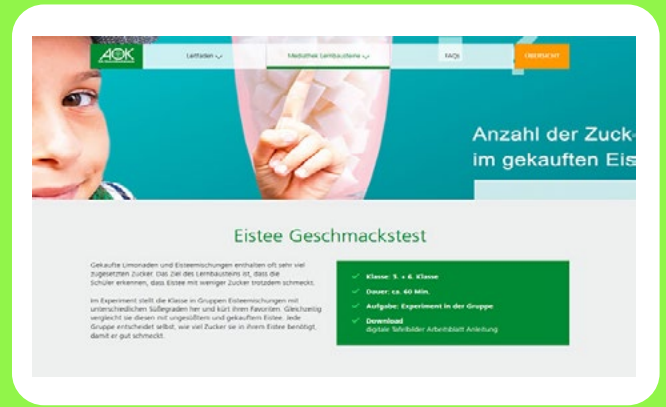 AOK
Leitfaden
Mediathek Lernbausteine
FAQs
ÜBERSICHT
Anzahl der Zuck-
im gekauften Eis
Eistee Geschmackstest
Gekaufte Limonaden und Eisteemischungen enthalten oft sehr viel
zugesetzten Zucker. Das Ziel des Lernbausteins ist, dass die
Schüler erkennen, dass Eistee mit weniger Zucker trotzdem schmeckt.
Im Experiment stellt die Klasse in Gruppen Eisteemischungen mit
unterschiedlichen Süßegraden her und kürt ihren Favoriten. Gleichzeitig
vergleicht sie diesen mit ungesüßtem und gekauftem Eistee. Jede
Gruppe entscheidet selbst, wie viel Zucker sie in ihrem Eistee benötigt,
damit er gut schmeckt.
Klasse: 5. + 6. Klasse
Dauer: ca. 60 Min.
Aufgabe: Experiment in der Gruppe
Download
digitale Tafelbilder Arbeitsblatt Anleitung